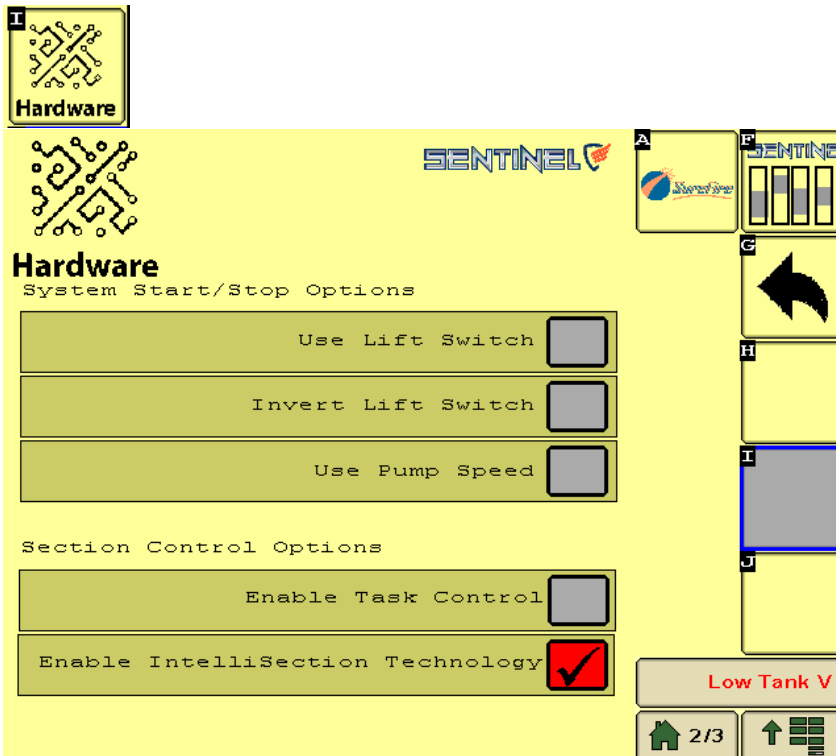 I
Hardware
SENTINEL
A
SureFire
F
SENTINE
Hardware
System Start/Stop Options
G
Use Lift Switch
H
Invert Lift Switch
Use Pump Speed
I
Section Control Options
J
Enable Task Control
Enable IntelliSection Technology
Low Tank V
2/3